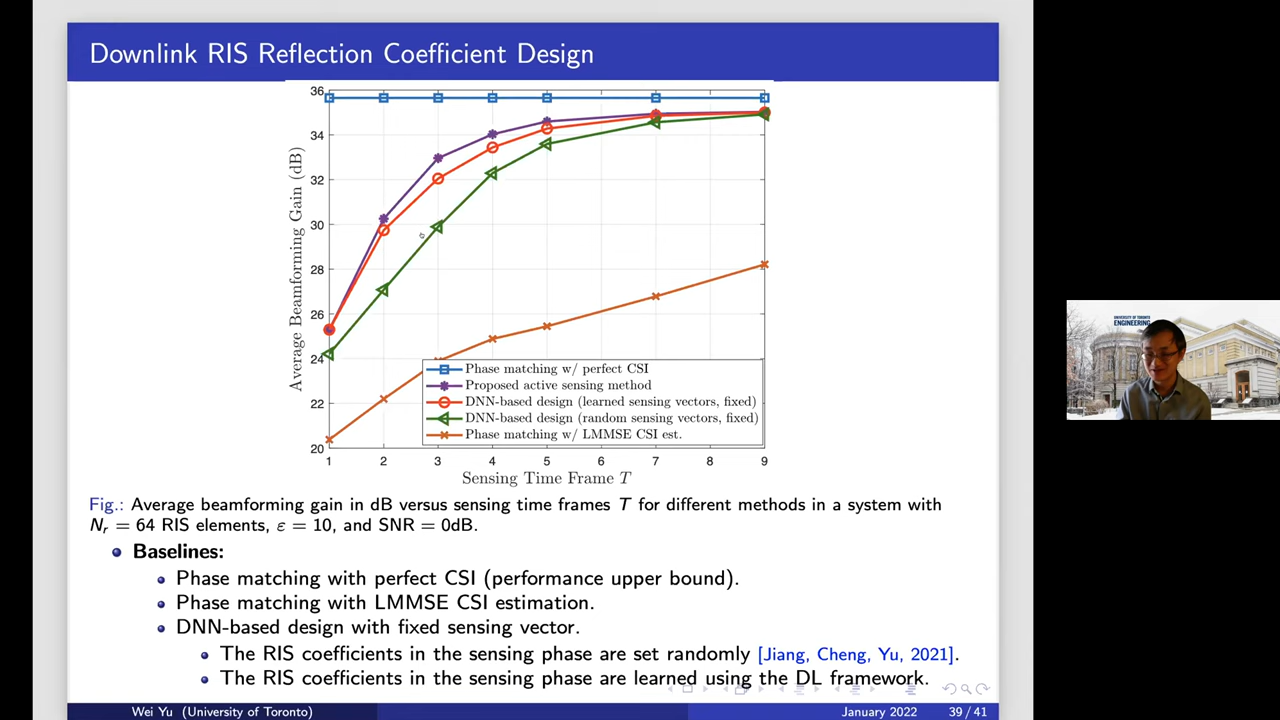 Downlink RIS Reflection Coefficient Design
36
34
32
30
28
26
24
22
20
Average Beamforming Gain (dB)
Phase matching w/ perfect CSI
Proposed active sensing method
DNN-based design (learned sensing vectors, fixed)
DNN-based design (random sensing vectors, fixed)
Phase matching w/ LMMSE CSI est.
1 2 3 4 5 6 7 8 9
Sensing Time Frame T
Fig.: Average beamforming gain in dB versus sensing time frames T for different methods in a system with
Nr = 64 RIS elements, ε = 10, and SNR = 0dB.
Baselines:
Phase matching with perfect CSI (performance upper bound).
Phase matching with LMMSE CSI estimation.
DNN-based design with fixed sensing vector.
The RIS coefficients in the sensing phase are set randomly [Jiang, Cheng, Yu, 2021].
The RIS coefficients in the sensing phase are learned using the DL framework.
Wei Yu (University of Toronto) January 2022 39 / 41
UNIVERSITY OF TORONTO
ENGINEERING